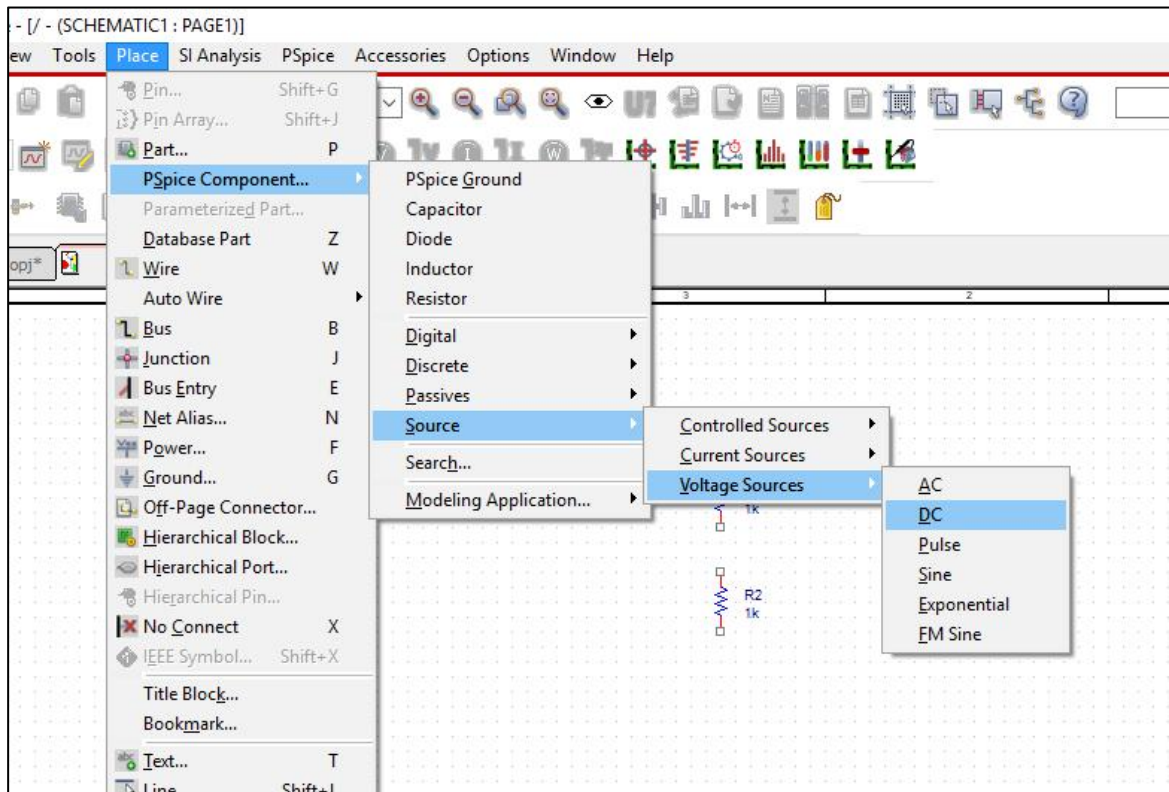 - [/ - (SCHEMATIC1 : PAGE1)]
ew Tools Place SI Analysis PSpice Accessories Options Window Help
Pin... Shift+G
Pin Array... Shift+J
Part... P
PSpice Component...
Parameterized Part...
Database Part Z
Wire W
Auto Wire
Bus B
Junction J
Bus Entry E
Net Alias... N
Power... F
Ground... G
Off-Page Connector...
Hierarchical Block...
Hierarchical Port...
Hierarchical Pin...
No Connect X
IEEE Symbol... Shift+X
Title Block...
Bookmark...
Text... T
Line Shift+L
PSpice Ground
Capacitor
Diode
Inductor
Resistor
Digital
Discrete
Passives
Source
Search...
Modeling Application...
Controlled Sources
Current Sources
Voltage Sources
AC
DC
Pulse
Sine
Exponential
FM Sine
opj*
3 2
1k
R2
1k